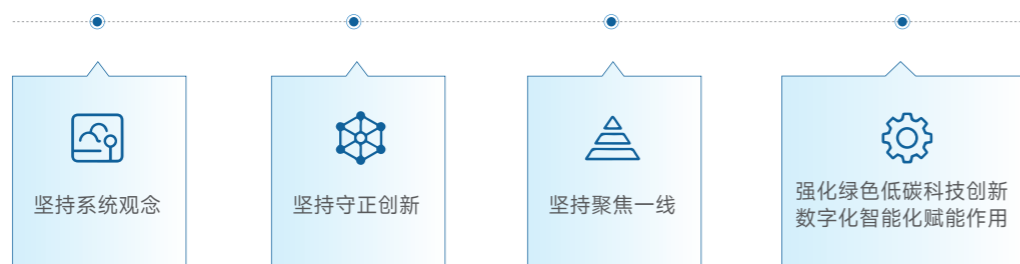 坚持系统观念
坚持守正创新
坚持聚焦一线
强化绿色低碳科技创新
数字化智能化赋能作用